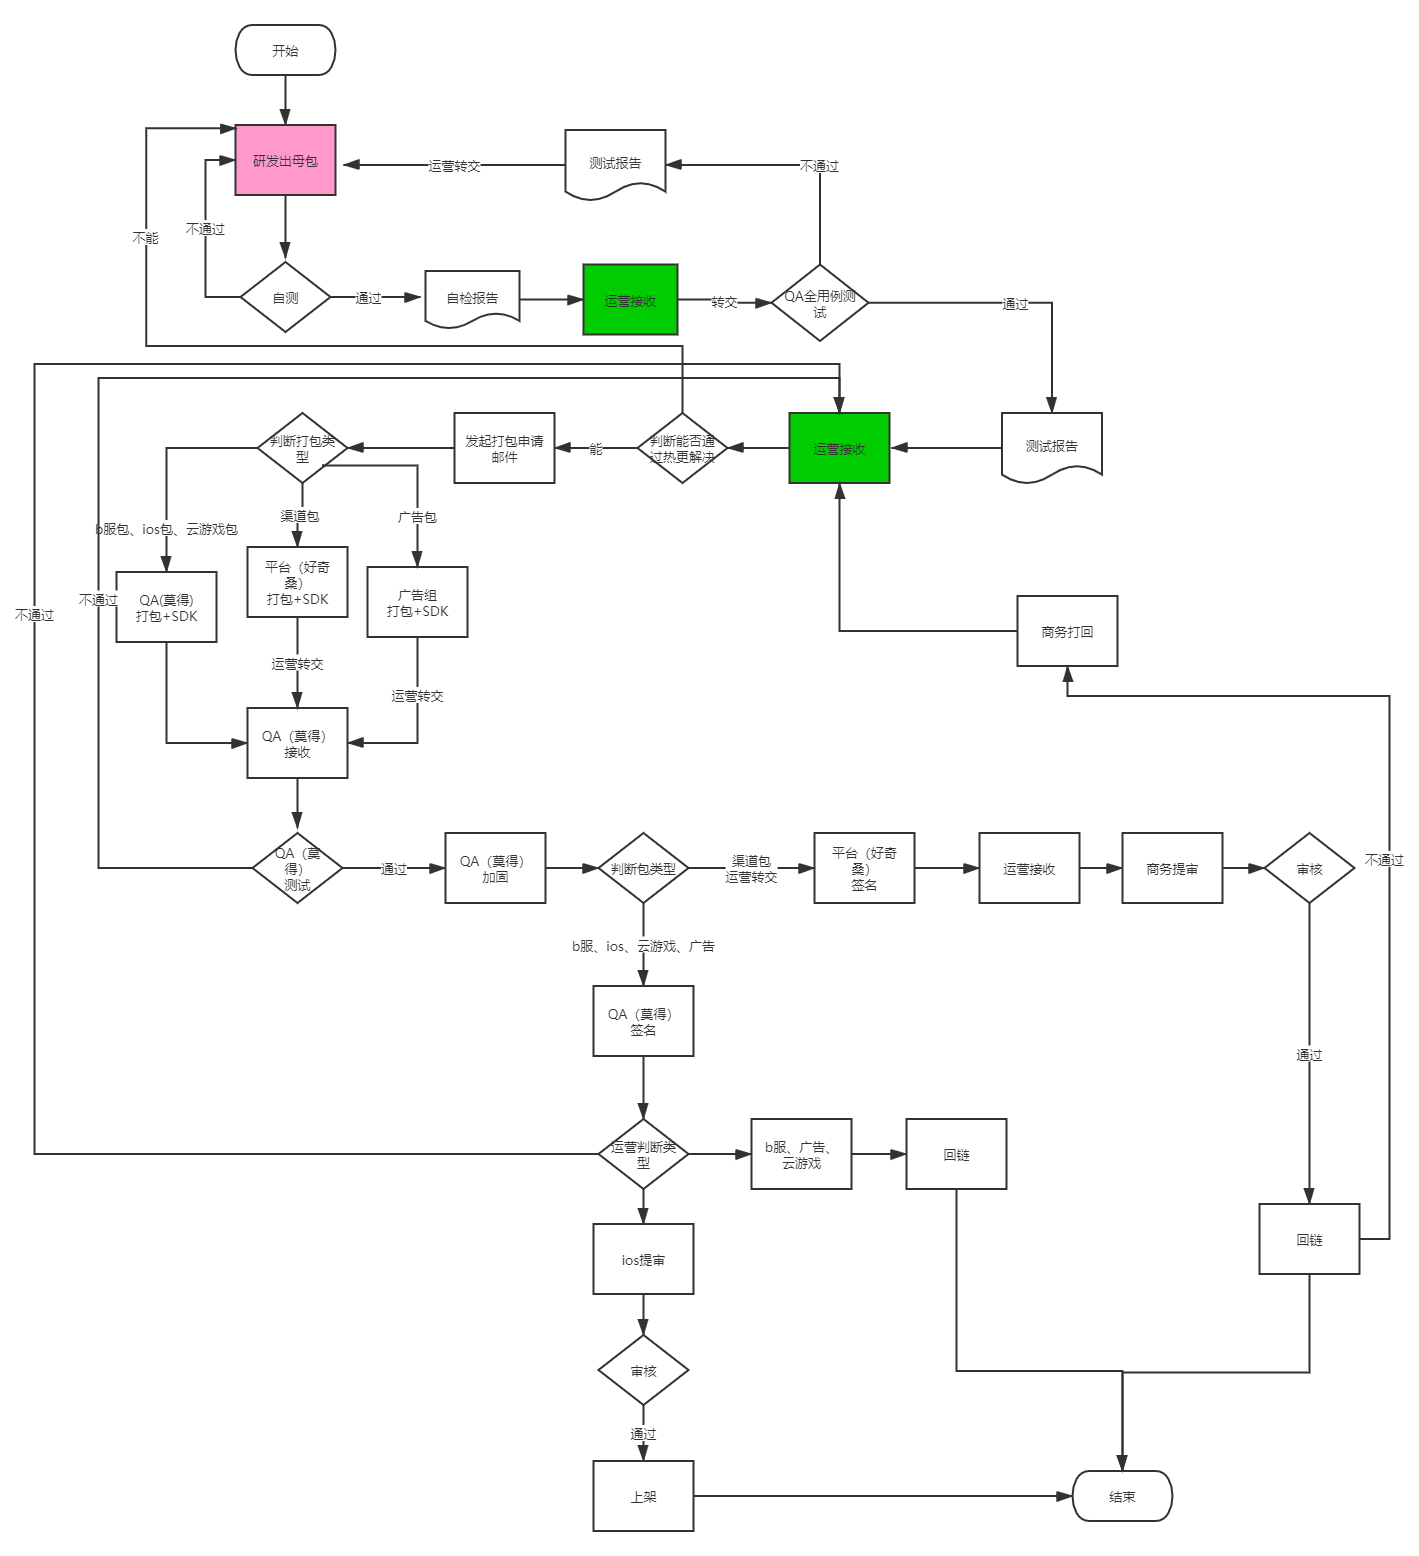 开始
研发出母包
运营转交
测试报告
不通过
不能
不通过
自测
通过
自检报告
运营接收
转交
QA全用例测
试
通过
判断打包类
型
发起打包申请
邮件
能
判断能否通
过热更解决
运营接收
测试报告
b服包、ios包、云游戏包
渠道包
广告包
不通过
不通过
QA(莫得)
打包+SDK
平台（好奇
桑）
打包+SDK
广告组
打包+SDK
商务打回
运营转交
运营转交
QA（莫得）
接收
QA（莫
得）
测试
通过
QA（莫得）
加固
判断包类型
渠道包
运营转交
平台（好奇
桑）
签名
运营接收
商务提审
审核
不通过
b服、ios、云游戏、广告
QA（莫得）
签名
通过
运营判断类
型
b服、广告、
云游戏
回链
回链
ios提审
审核
通过
上架
结束